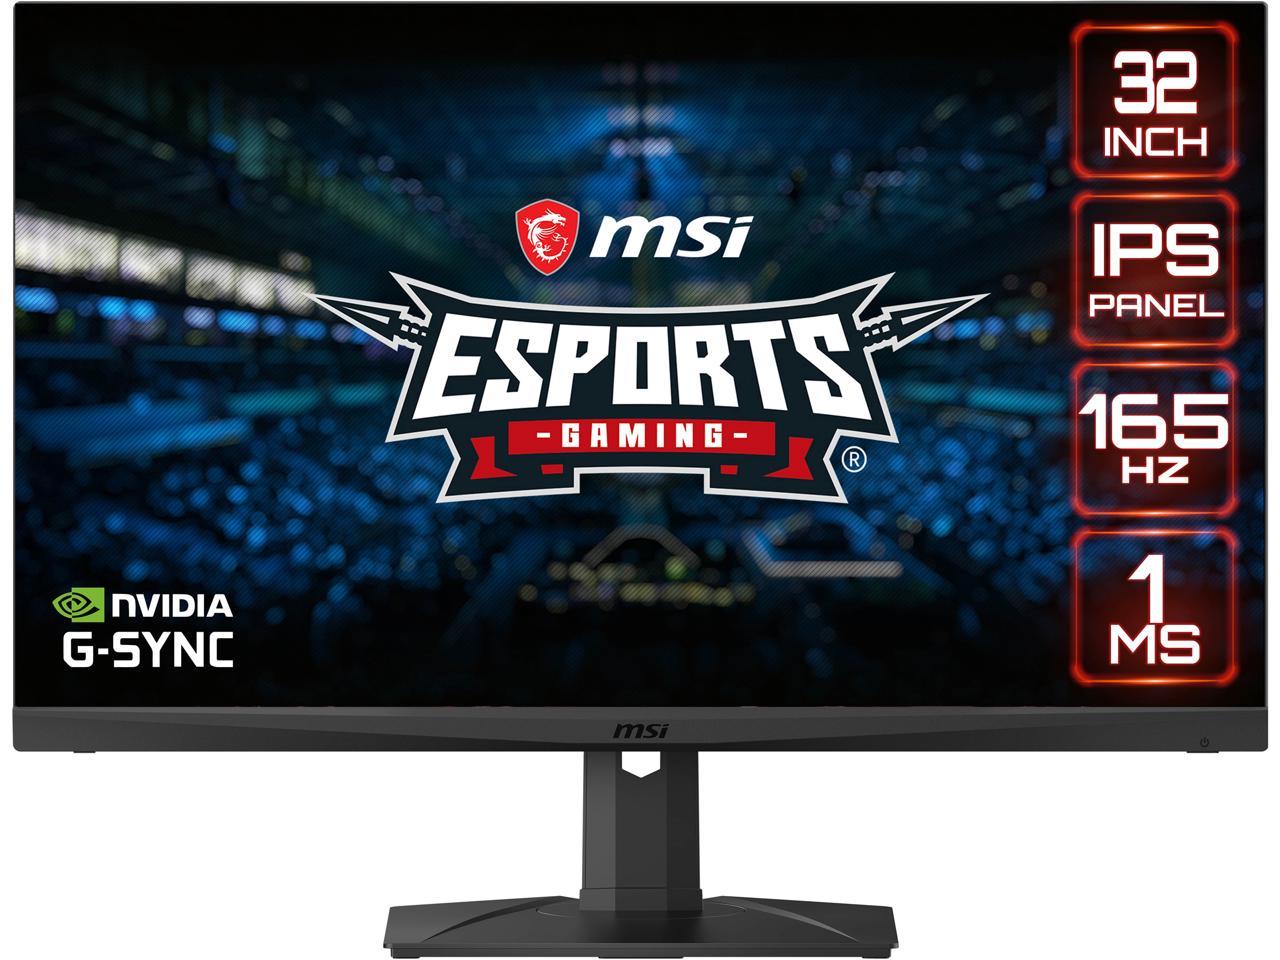 msi
ESPORTS
-GAMING-
®
32
INCH
IPS
PANEL
165
HZ
1
MS
NVIDIA
G-SYNC
msi